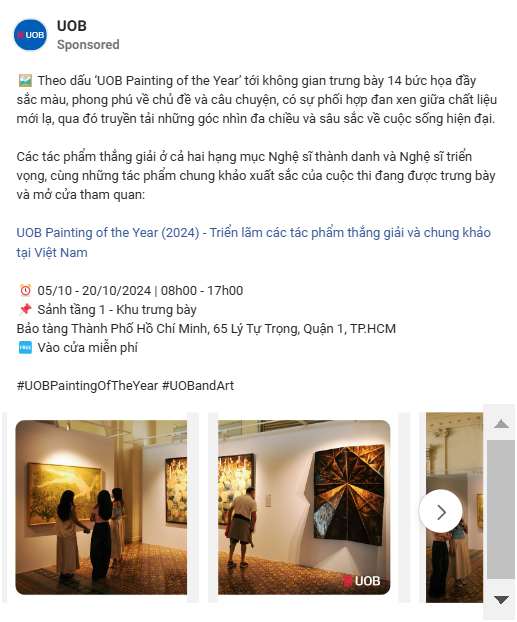 UOB
UOB
Sponsored
🖼️ Theo dấu ‘UOB Painting of the Year’ tới không gian trưng bày 14 bức họa đầy
sắc màu, phong phú về chủ đề và câu chuyện, có sự phối hợp đan xen giữa chất liệu
mới lạ, qua đó truyền tải những góc nhìn đa chiều và sâu sắc về cuộc sống hiện đại.
Các tác phẩm thắng giải ở cả hai hạng mục Nghệ sĩ thành danh và Nghệ sĩ triển
vọng, cùng những tác phẩm chung khảo xuất sắc của cuộc thi đang được trưng bày
và mở cửa tham quan:
UOB Painting of the Year (2024) - Triển lãm các tác phẩm thắng giải và chung khảo
tại Việt Nam
⏰ 05/10 - 20/10/2024 | 08h00 - 17h00
📌 Sảnh tầng 1 - Khu trưng bày
Bảo tàng Thành Phố Hồ Chí Minh, 65 Lý Tự Trọng, Quận 1, TP.HCM
🆓 Vào cửa miễn phí
#UOBPaintingOfTheYear #UOBandArt
UOB